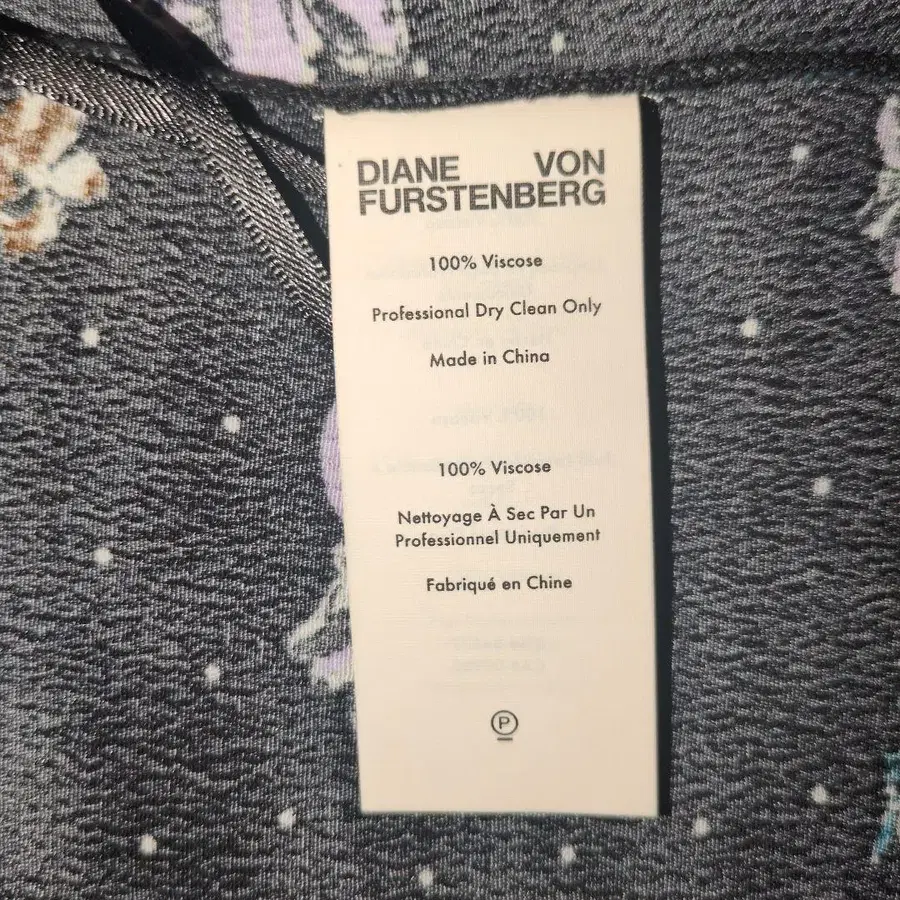 DIANE VON
FURSTENBERG
100% Viscose
Professional Dry Clean Only
Made in China
100% Viscose
Nettoyage À Sec Par Un
Professionnel Uniquement
Fabriqué en Chine
P